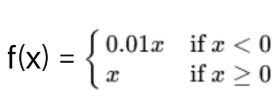 f(x) = { 0.01x if x < 0
x if x ≥ 0